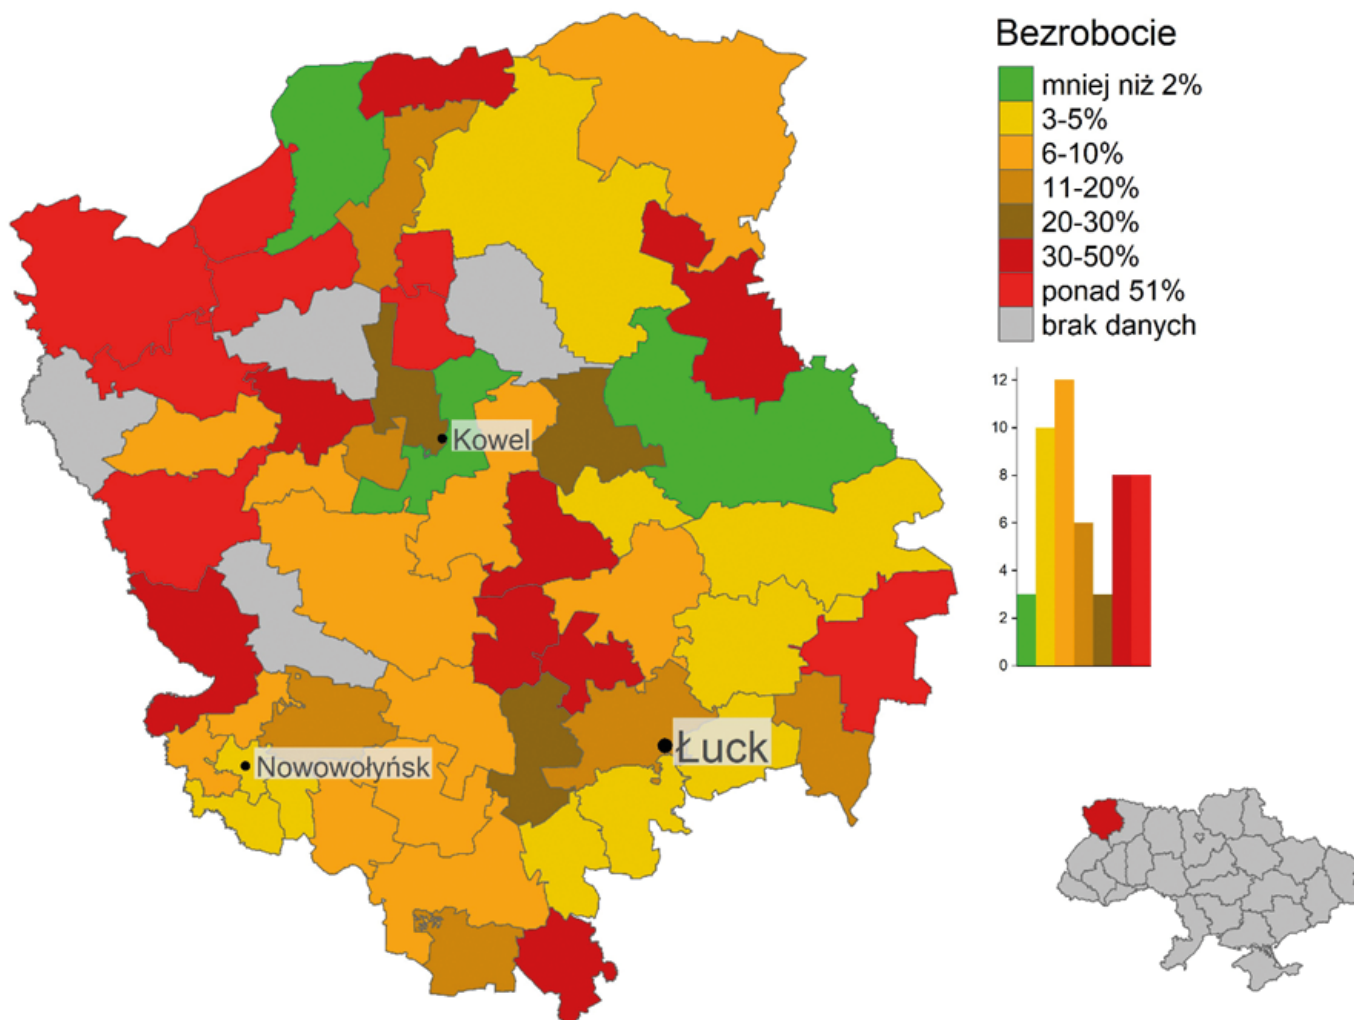 Bezrobocie
mniej niż 2%
3-5%
6-10%
11-20%
20-30%
30-50%
ponad 51%
brak danych
12
10
8
6
4
2
0
Kowel
Łuck
Nowowołyńsk